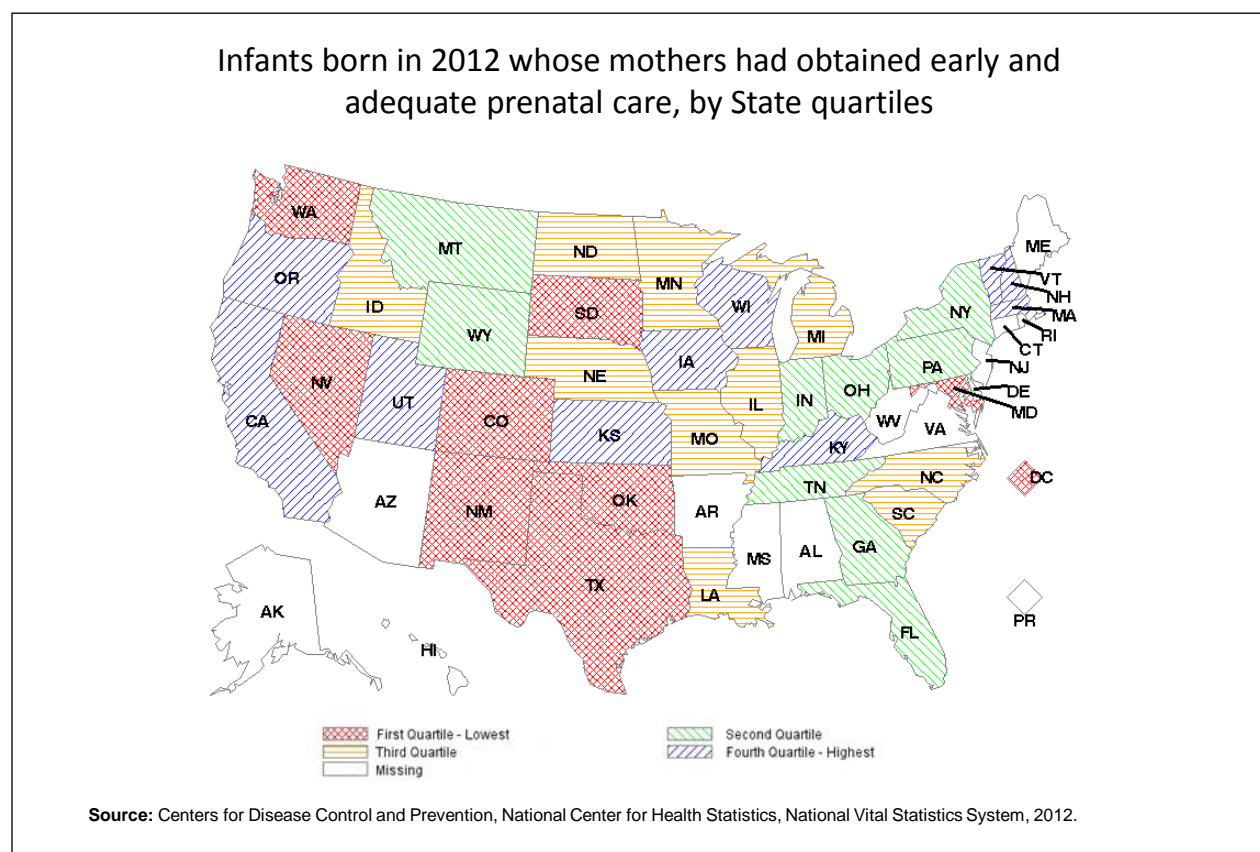 Infants born in 2012 whose mothers had obtained early and
adequate prenatal care, by State quartiles
WA
MT
ND
MN
ME
OR
ID
SD
WI
VT
NH
MA
WY
NY
MI
RI
CT
IA
PA
NJ
NE
NV
UT
CO
IL
IN
OH
DE
MD
CA
KS
MO
WV
VA
KY
NC
DC
TN
AZ
NM
OK
AR
SC
MS
AL
GA
TX
LA
AK
HI
FL
PR
First Quartile - Lowest
Second Quartile
Third Quartile
Fourth Quartile - Highest
Missing
Source: Centers for Disease Control and Prevention, National Center for Health Statistics, National Vital Statistics System, 2012.